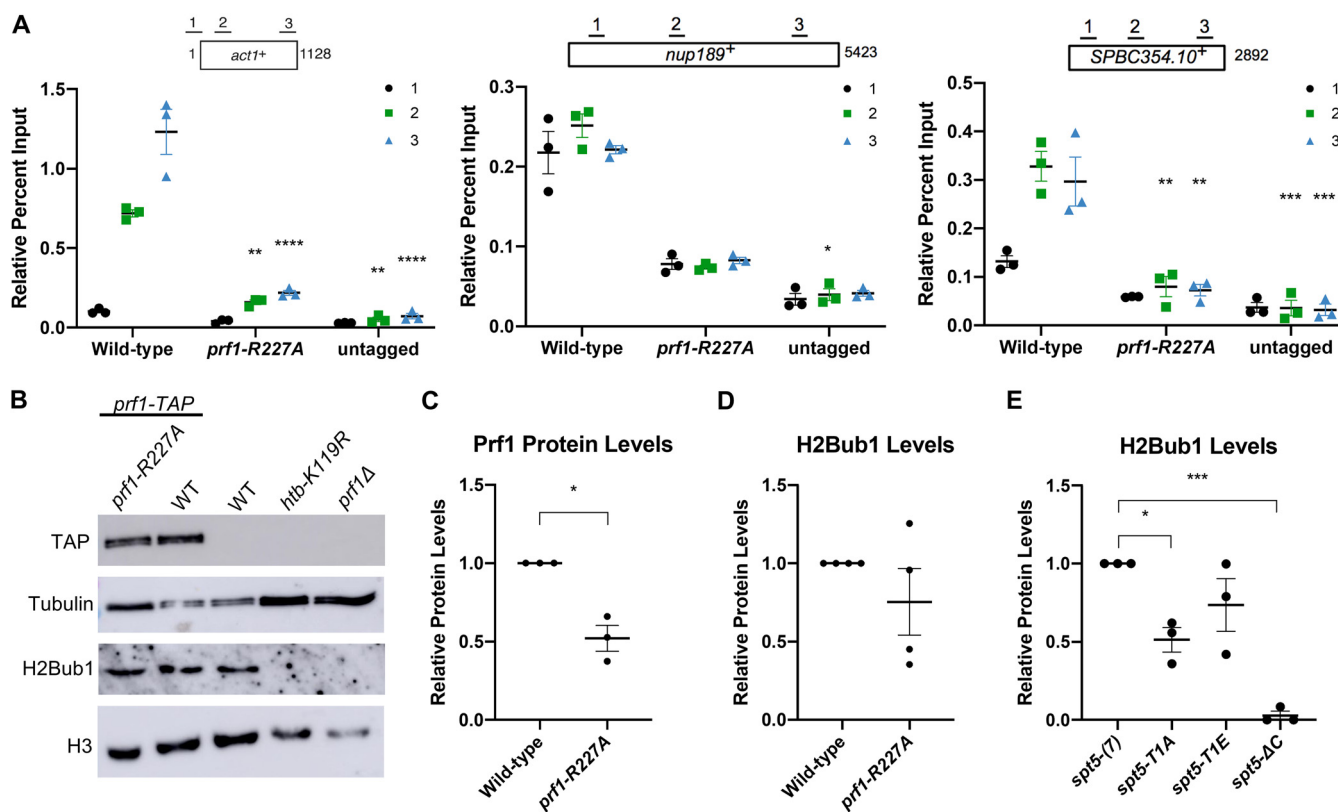 A
1 2 3
1 act1+ 1128
Relative Percent Input
1.5
1.0
0.5
0.0
1
2
3
** **** ** ****
Wild-type prf1-R227A untagged
1 2 3
nup189+ 5423
Relative Percent Input
0.3
0.2
0.1
0.0
1
2
3
*
Wild-type prf1-R227A untagged
1 2 3
SPBC354.10+ 2892
Relative Percent Input
0.5
0.4
0.3
0.2
0.1
0.0
1
2
3
** ** *** ***
Wild-type prf1-R227A untagged
B
prf1-TAP
prf1-R227A WT WT htb-K119R prf1Δ
TAP
Tubulin
H2Bub1
H3
C
Prf1 Protein Levels
Relative Protein Levels
1.5
1.0
0.5
0.0
*
Wild-type prf1-R227A
D
H2Bub1 Levels
Relative Protein Levels
1.5
1.0
0.5
0.0
Wild-type prf1-R227A
E
H2Bub1 Levels
Relative Protein Levels
1.5
1.0
0.5
0.0
***
*
spt5-(7) spt5-T1A spt5-T1E spt5-ΔC